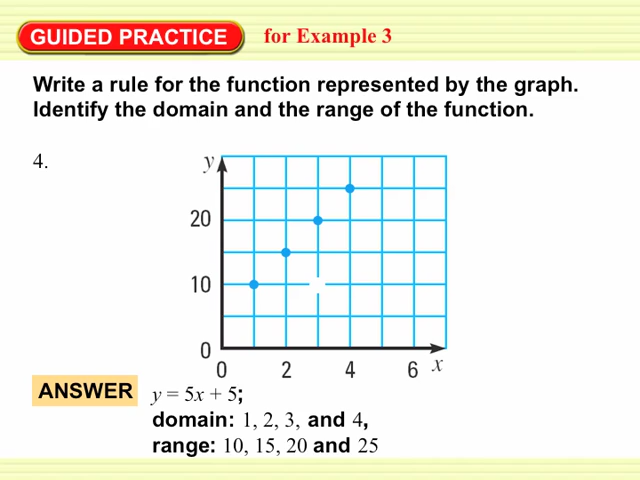 GUIDED PRACTICE for Example 3
Write a rule for the function represented by the graph.
Identify the domain and the range of the function.
4.
y
20
10
0
0 2 4 6 x
ANSWER y = 5x + 5;
domain: 1, 2, 3, and 4,
range: 10, 15, 20 and 25